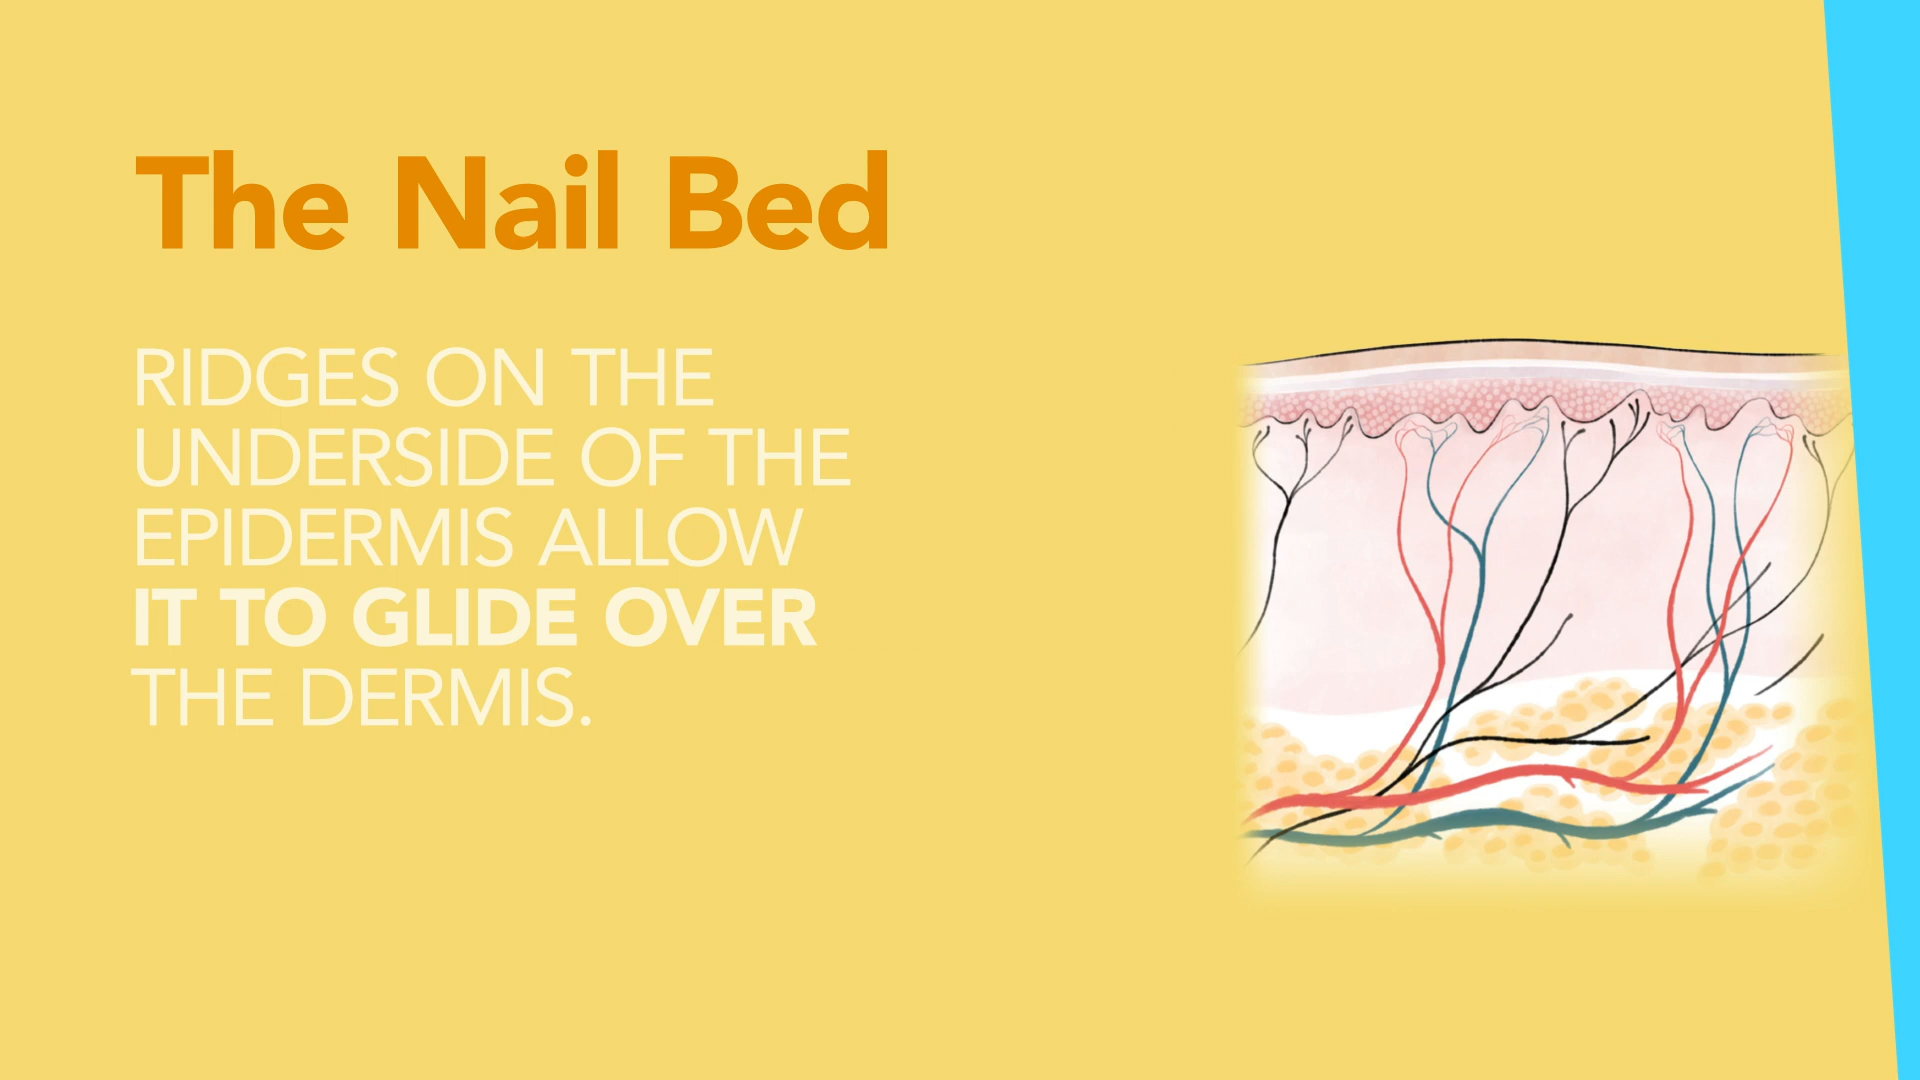 The Nail Bed
RIDGES ON THE
UNDERSIDE OF THE
EPIDERMIS ALLOW
IT TO GLIDE OVER
THE DERMIS.